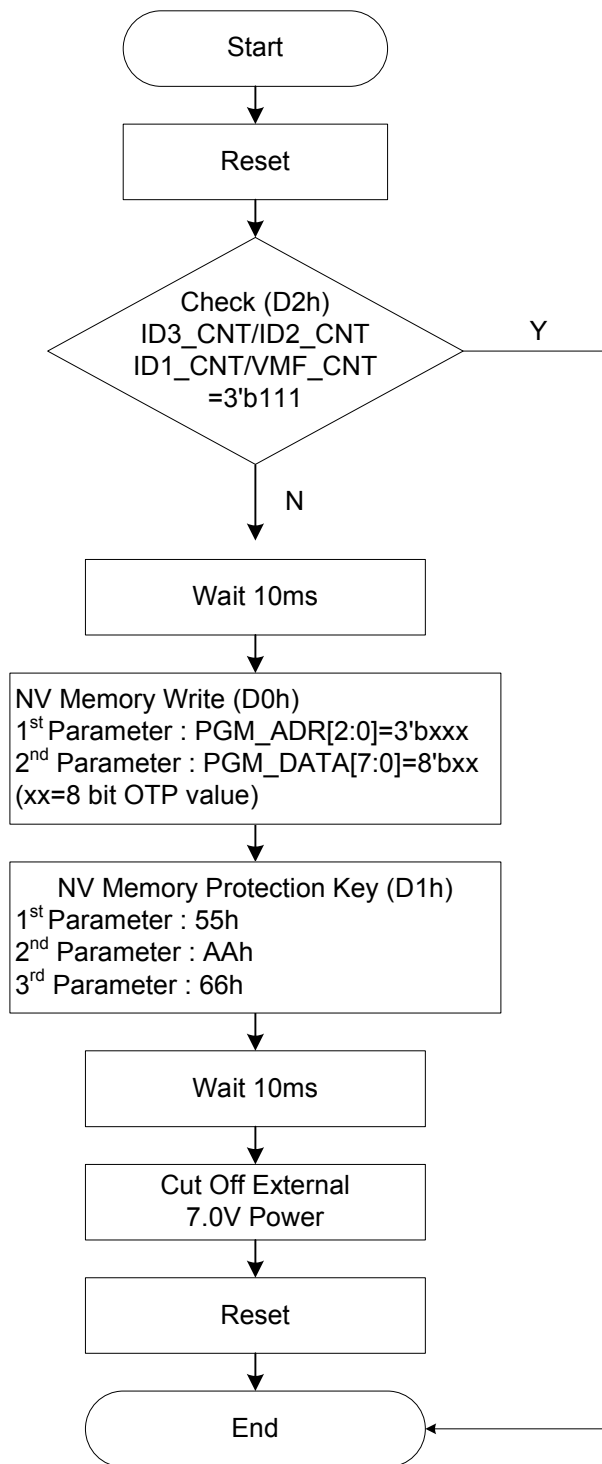 Start
Reset
Check (D2h)
ID3_CNT/ID2_CNT
ID1_CNT/VMF_CNT
=3'b111
Y
N
Wait 10ms
NV Memory Write (D0h)
1st Parameter : PGM_ADR[2:0]=3'bxxx
2nd Parameter : PGM_DATA[7:0]=8'bxx
(xx=8 bit OTP value)
NV Memory Protection Key (D1h)
1st Parameter : 55h
2nd Parameter : AAh
3rd Parameter : 66h
Wait 10ms
Cut Off External
7.0V Power
Reset
End